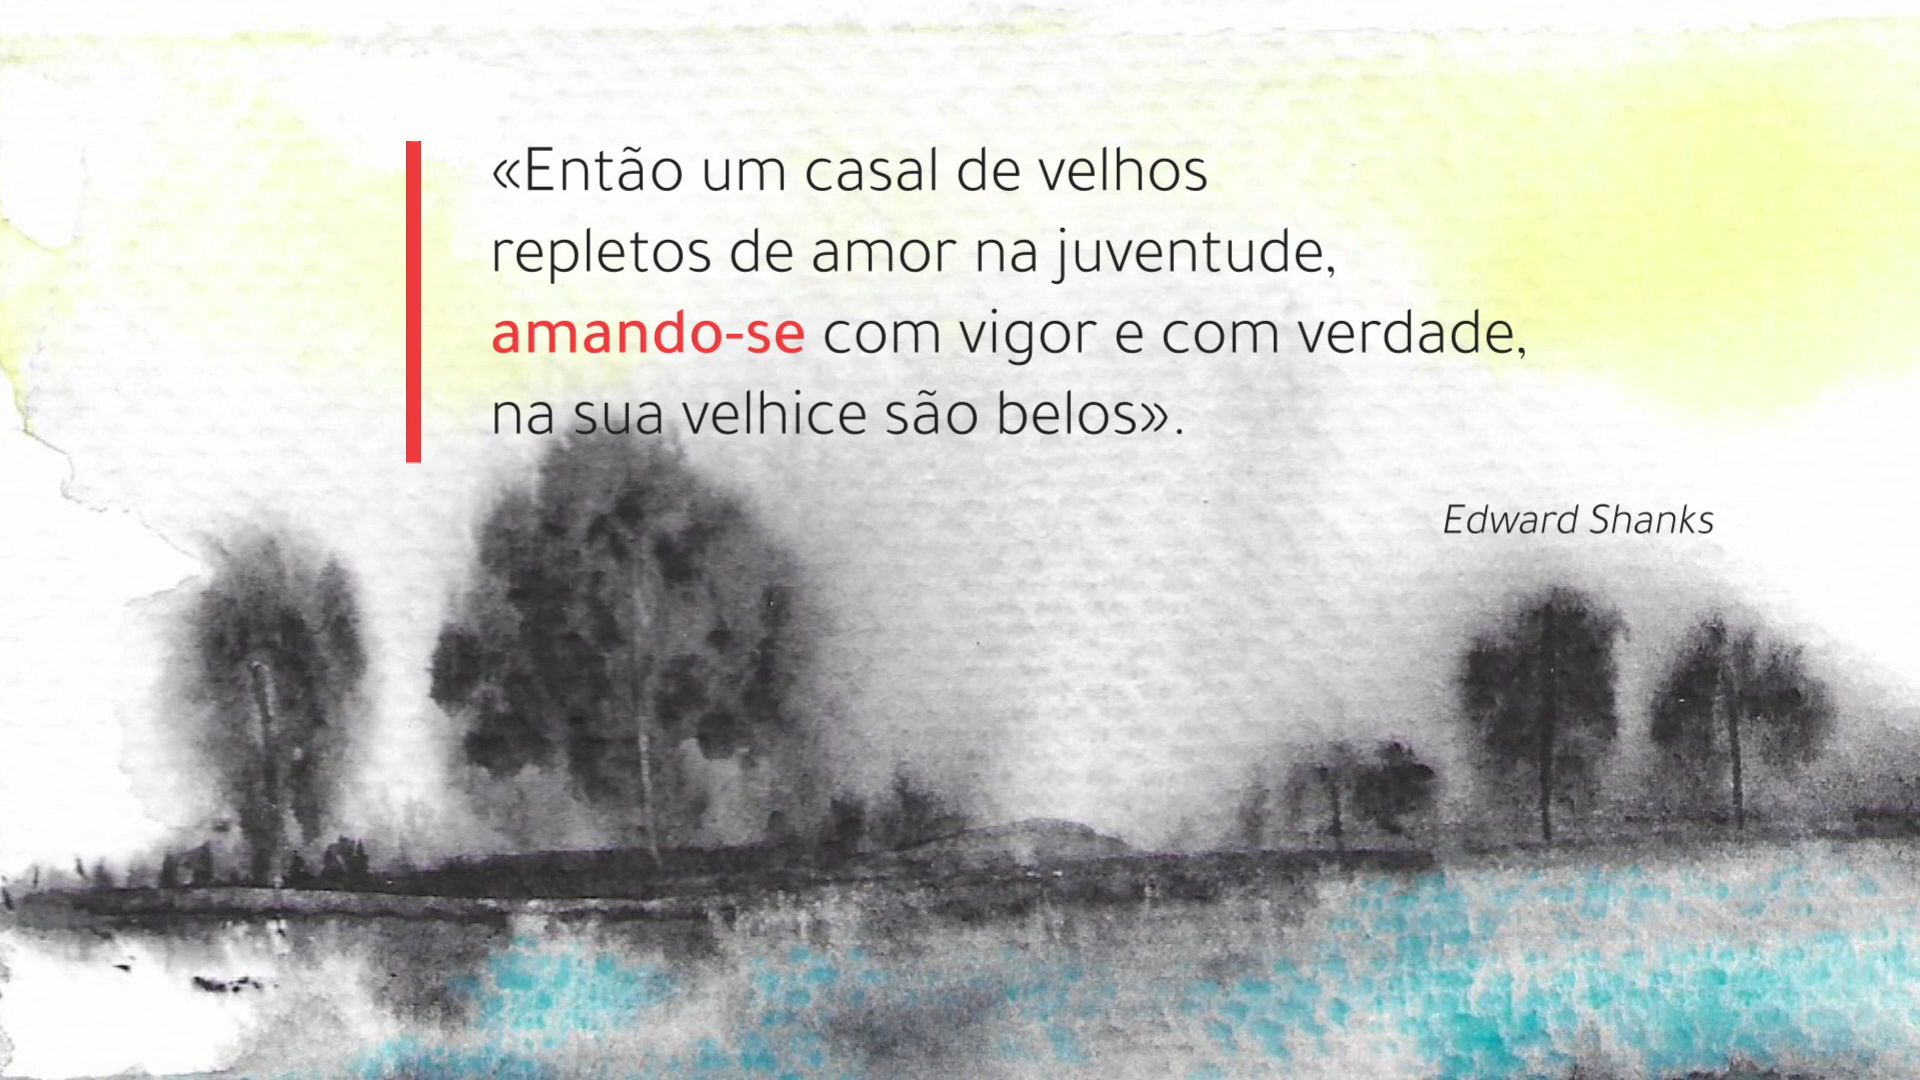 «Então um casal de velhos
repletos de amor na juventude,
amando-se com vigor e com verdade,
na sua velhice são belos».
Edward Shanks